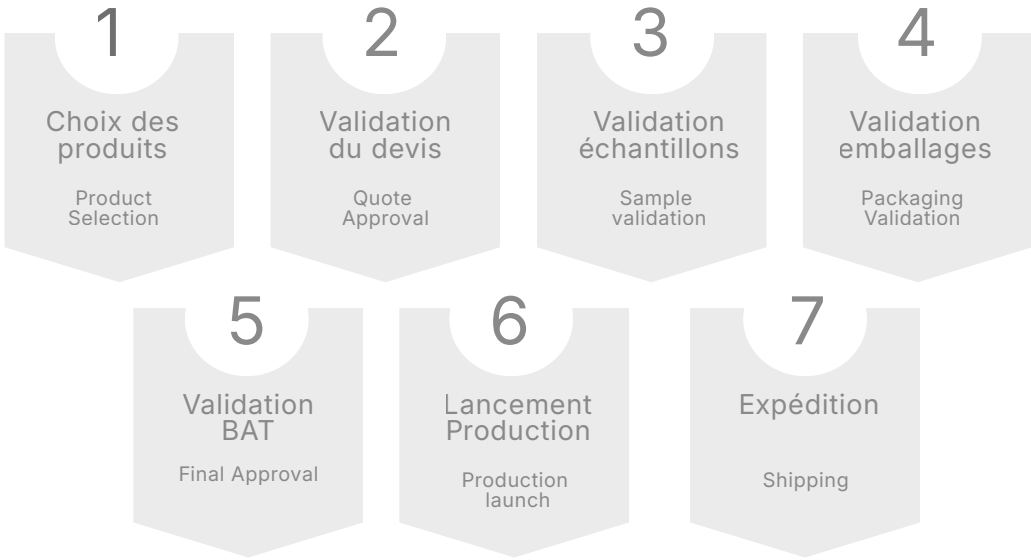 1
Choix des
produits
Product
Selection
2
Validation
du devis
Quote
Approval
3
Validation
échantillons
Sample
validation
4
Validation
emballages
Packaging
Validation
5
Validation
BAT
Final Approval
6
Lancement
Production
Production
launch
7
Expédition
Shipping